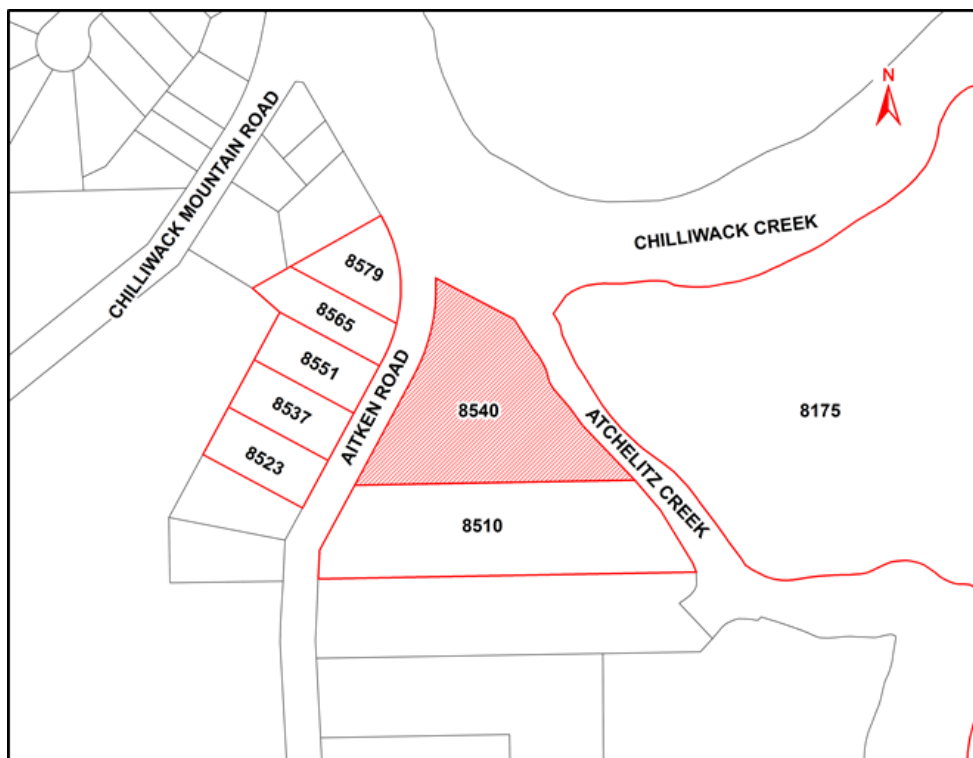 N
CHILLIWACK MOUNTAIN ROAD
CHILLIWACK CREEK
8579
8565
8551
8537
8523
AITKEN ROAD
8540
ATCHELITZ CREEK
8175
8510